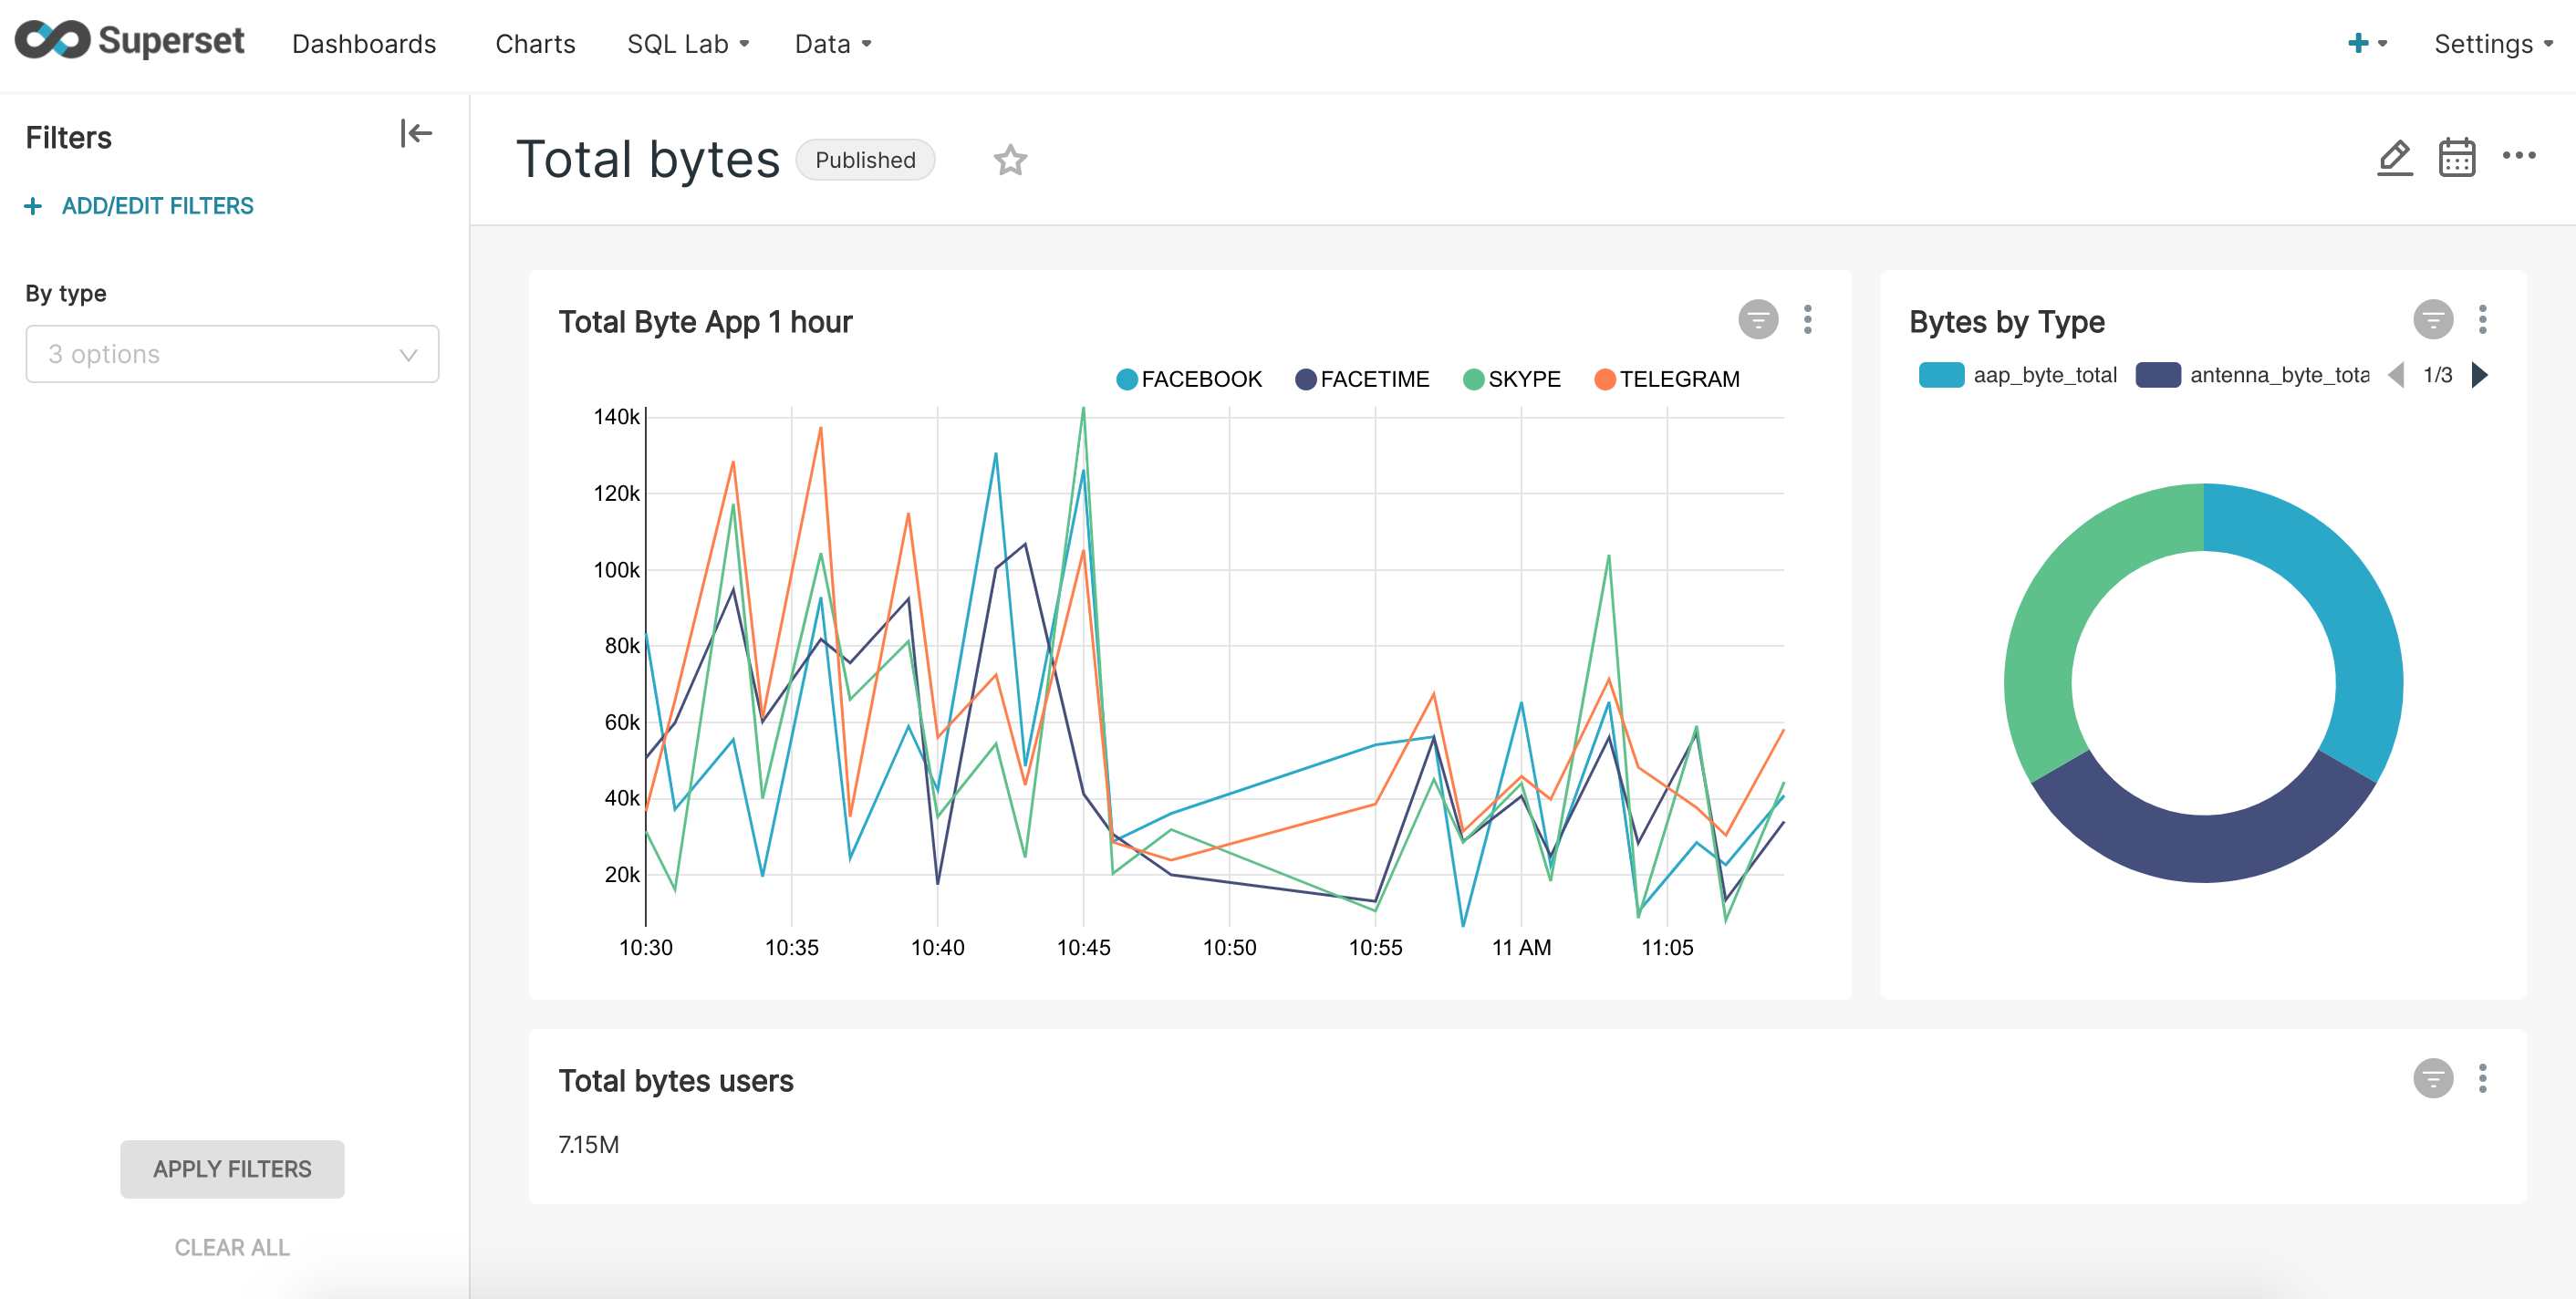 Superset Dashboards Charts SQL Lab Data Settings
Filters
ADD/EDIT FILTERS
By type
3 options
APPLY FILTERS
CLEAR ALL
Total bytes Published
Total Byte App 1 hour
FACEBOOK FACETIME SKYPE TELEGRAM
140k
120k
100k
80k
60k
40k
20k
10:30 10:35 10:40 10:45 10:50 10:55 11 AM 11:05
Bytes by Type
aap_byte_total antenna_byte_tota 1/3
Total bytes users
7.15M